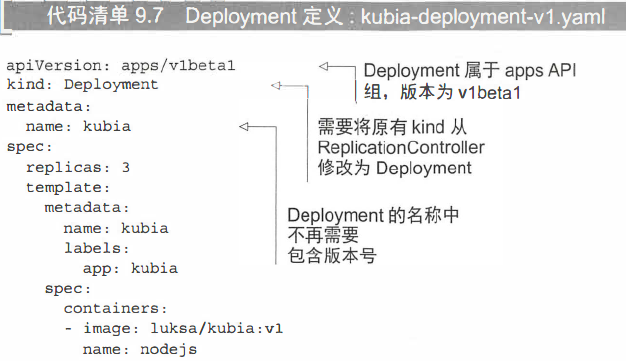 代码清单 9.7 Deployment 定义 : kubia-deployment-v1.yaml
apiVersion: apps/v1beta1
kind: Deployment
metadata:
  name: kubia
spec:
  replicas: 3
  template:
    metadata:
      name: kubia
      labels:
        app: kubia
    spec:
      containers:
      - image: luksa/kubia:v1
        name: nodejs
Deployment 属于 apps API
组，版本为 v1beta1
需要将原有 kind 从
ReplicationController
修改为 Deployment
Deployment 的名称中
不再需要
包含版本号